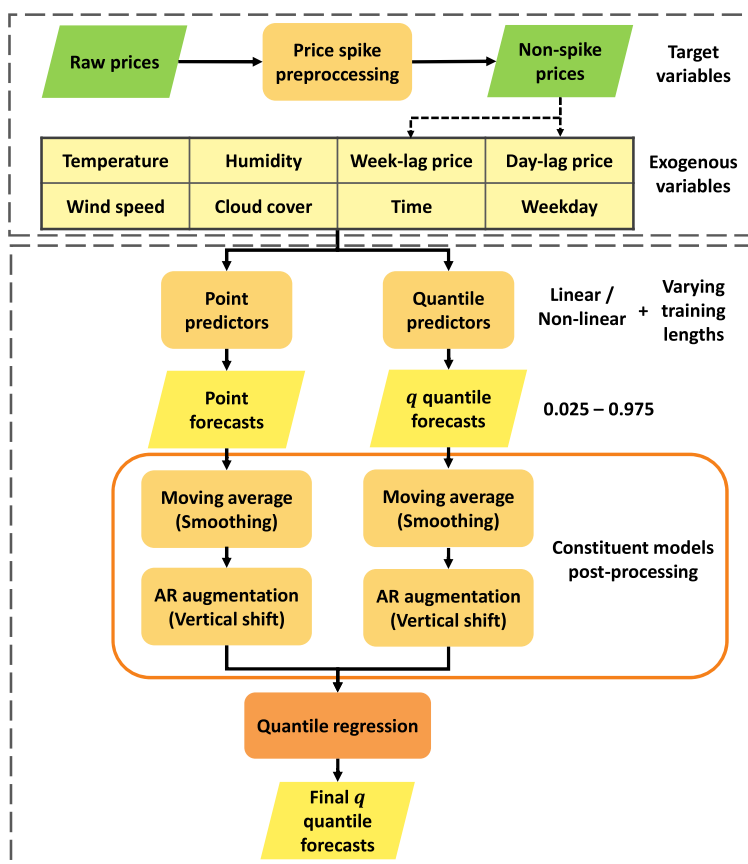 Raw prices
Price spike
preproccessing
Non-spike
prices
Target
variables
Temperature
Humidity
Week-lag price
Day-lag price
Wind speed
Cloud cover
Time
Weekday
Exogenous
variables
Point
predictors
Quantile
predictors
Linear /
Non-linear
+
Varying
training
lengths
Point
forecasts
q quantile
forecasts
0.025 – 0.975
Moving average
(Smoothing)
Moving average
(Smoothing)
AR augmentation
(Vertical shift)
AR augmentation
(Vertical shift)
Constituent models
post-processing
Quantile regression
Final q
quantile
forecasts